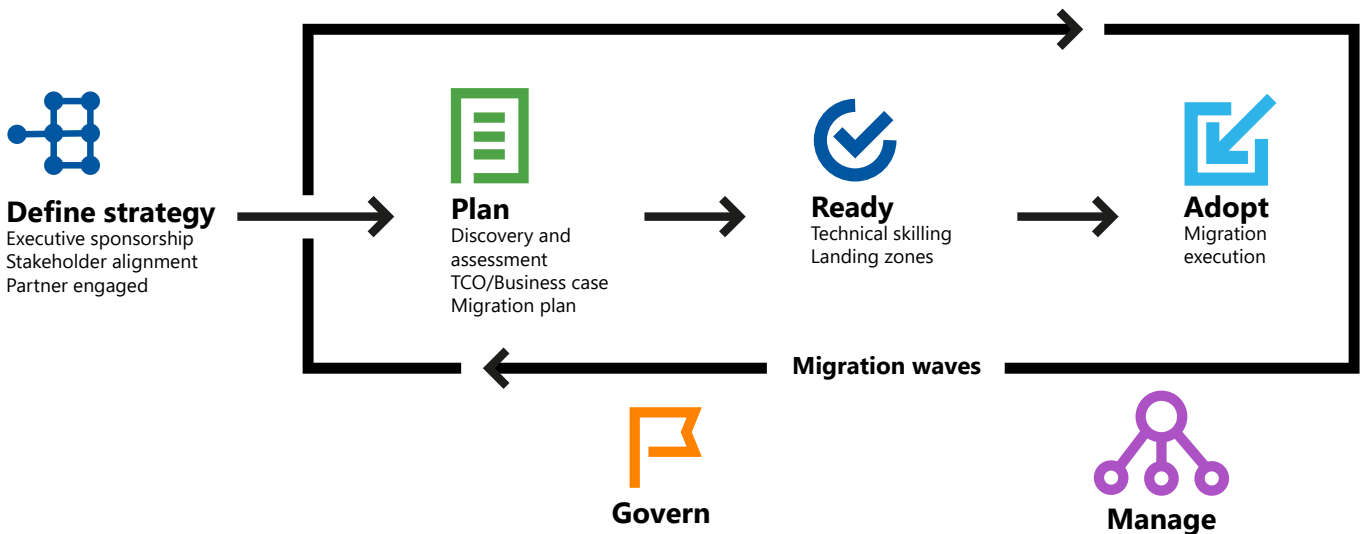 Define strategy
Executive sponsorship
Stakeholder alignment
Partner engaged
Plan
Discovery and
assessment
TCO/Business case
Migration plan
Ready
Technical skilling
Landing zones
Adopt
Migration
execution
Migration waves
Govern
Manage